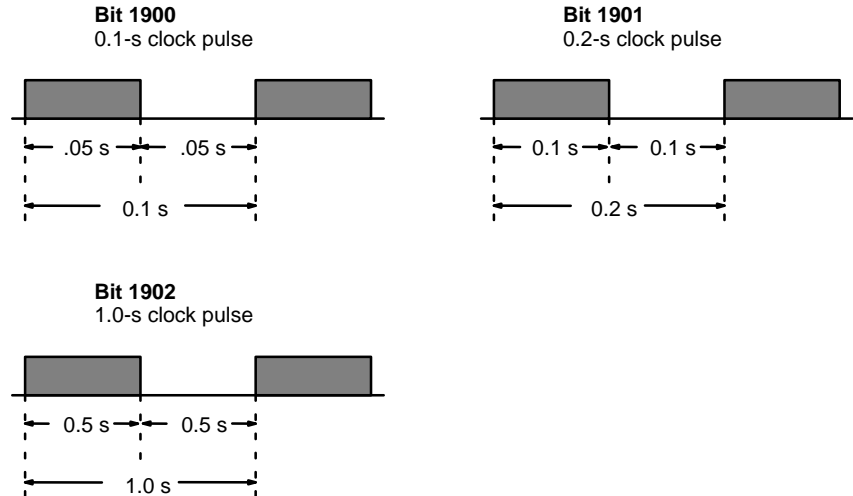 Bit 1900
0.1-s clock pulse
.05 s
.05 s
0.1 s
Bit 1901
0.2-s clock pulse
0.1 s
0.1 s
0.2 s
Bit 1902
1.0-s clock pulse
0.5 s
0.5 s
1.0 s